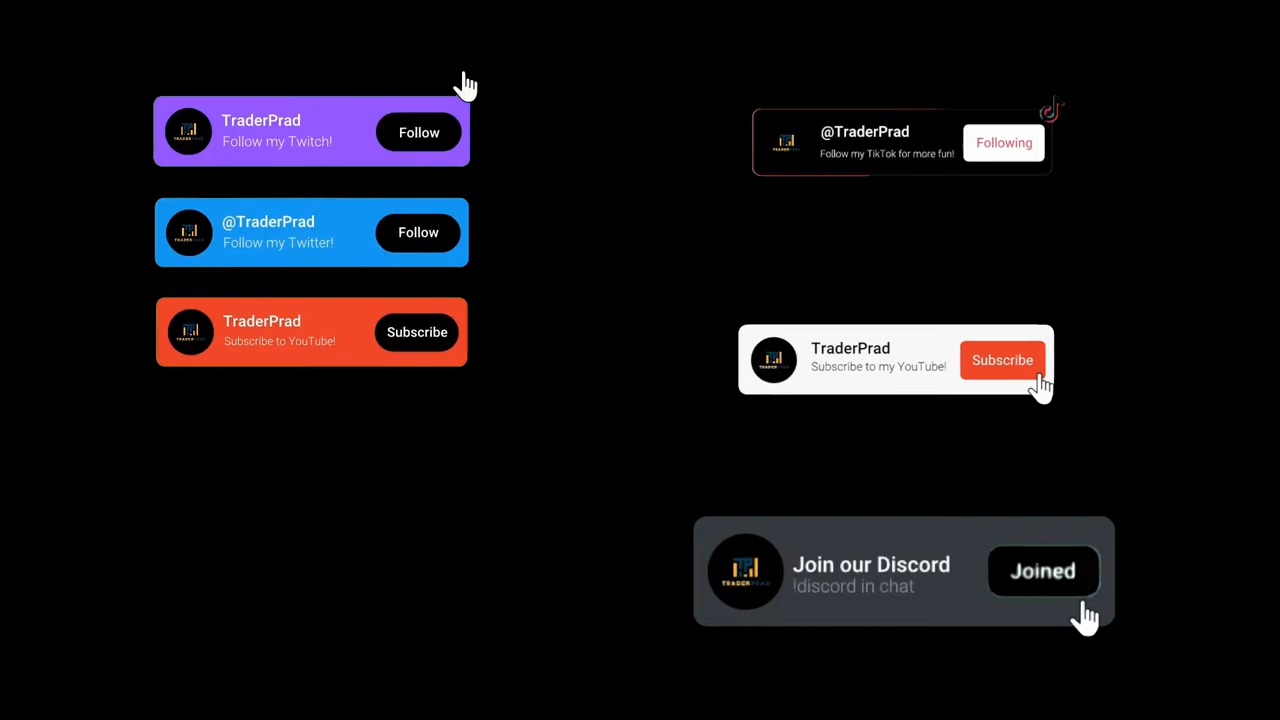 TraderPrad
Follow my Twitch!
Follow
@TraderPrad
Follow my Twitter!
Follow
TraderPrad
Subscribe to YouTube!
Subscribe
@TraderPrad
Follow my TikTok for more fun!
Following
TraderPrad
Subscribe to my YouTube!
Subscribe
TRADERPRAD
Join our Discord
!discord in chat
Joined